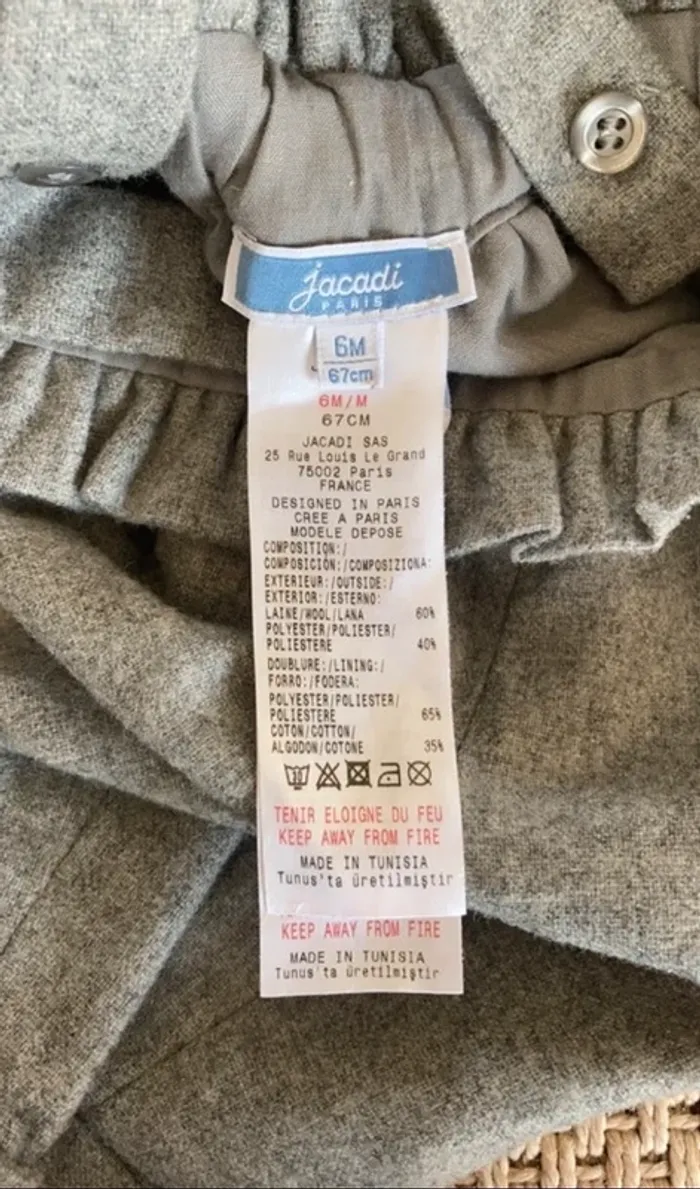 jacadi
PARIS
6M
67cm
6M/M
67CM
JACADI SAS
25 Rue Louis Le Grand
75002 Paris
FRANCE
DESIGNED IN PARIS
CREE A PARIS
MODELE DEPOSE
COMPOSITION:/
COMPOSICIÓN:/COMPOSIZIONA:
EXTERIEUR:/OUTSIDE:/
EXTERIOR:/ESTERNO:
LAINE/WOOL/LANA 60%
POLYESTER/POLIESTER/
POLIESTERE 40%
DOUBLURE:/LINING:/
FORRO:/FODERA:
POLYESTER/POLIESTER/
POLIESTERE 65%
COTON/COTTON/
ALGODON/COTONE 35%
30
TENIR ELOIGNE DU FEU
KEEP AWAY FROM FIRE
MADE IN TUNISIA
Tunus'ta üretilmiştir
KEEP AWAY FROM FIRE
MADE IN TUNISIA
Tunus'ta üretilmiştir